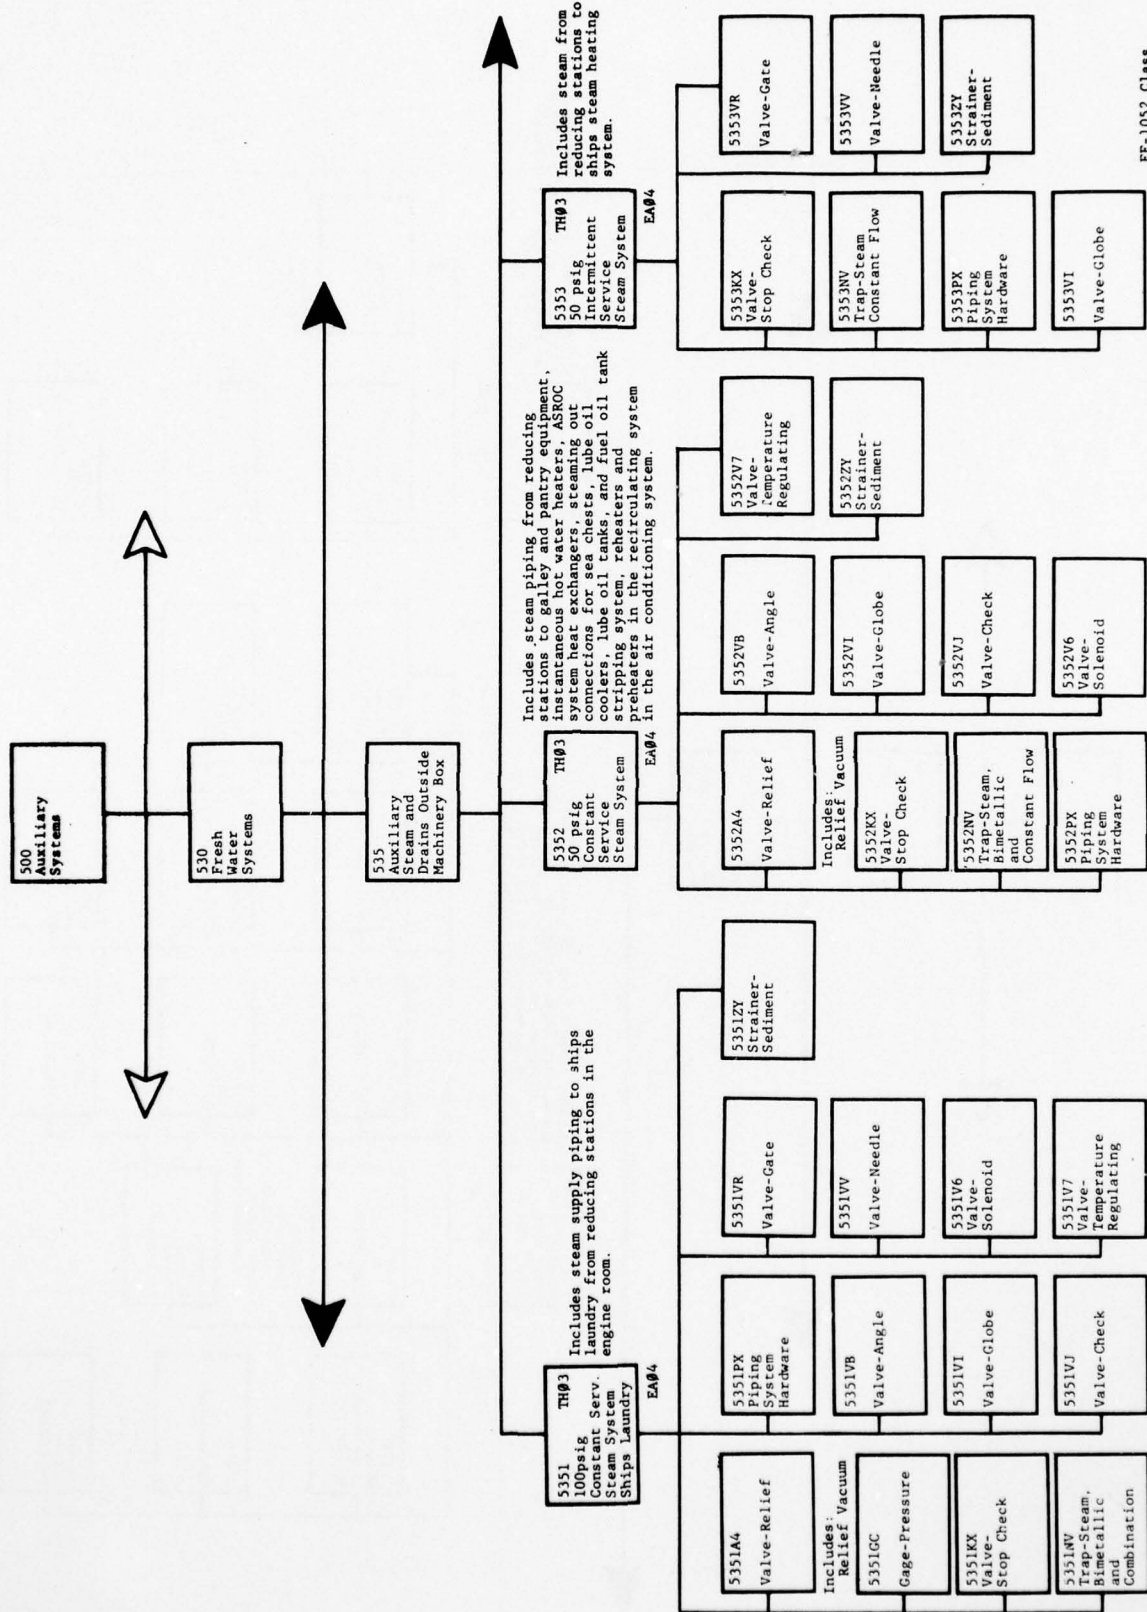 500
Auxiliary
Systems
530
Fresh
Water
Systems
535
Auxiliary
Steam and
Drains Outside
Machinery Box
5351 THØ3
100psig
Constant Serv.
Steam System
Ships Laundry
EAØ4
Includes steam supply piping to ships
laundry from reducing stations in the
engine room.
5351A4
Valve-Relief
Includes:
Relief Vacuum
5351GC
Gage-Pressure
5351KX
Valve-
Stop Check
5351NV
Trap-Steam,
Bimetallic
and
Combination
5351PX
Piping
System
Hardware
5351VB
Valve-Angle
5351VI
Valve-Globe
5351VJ
Valve-Check
5351VR
Valve-Gate
5351VV
Valve-Needle
5351V6
Valve-
Solenoid
5351V7
Valve-
Temperature
Regulating
5351ZY
Strainer-
Sediment
5352 THØ3
50 psig
Constant
Service
Steam System
EAØ4
Includes steam piping from reducing
stations to galley and pantry equipment,
instantaneous hot water heaters, ASROC
system heat exchangers, steaming out
connections for sea chests, lube oil
coolers, lube oil tanks, and fuel oil tank
stripping system, reheaters and
preheaters in the recirculating system
in the air conditioning system.
5352A4
Valve-Relief
Includes:
Relief Vacuum
5352KX
Valve-
Stop Check
5352NV
Trap-Steam,
Bimetallic
and
Constant Flow
5352PX
Piping
System
Hardware
5352VB
Valve-Angle
5352VI
Valve-Globe
5352VJ
Valve-Check
5352V6
Valve-
Solenoid
5352V7
Valve-
Temperature
Regulating
5352ZY
Strainer-
Sediment
5353 THØ3
50 psig
Intermittent
Service
Steam System
EAØ4
Includes steam from
reducing stations to
ships steam heating
system.
5353KX
Valve-
Stop Check
5353NV
Trap-Steam
Constant Flow
5353PX
Piping
System
Hardware
5353VI
Valve-Globe
5353VR
Valve-Gate
5353VV
Valve-Needle
5353ZY
Strainer-
Sediment
FF-1052 Class